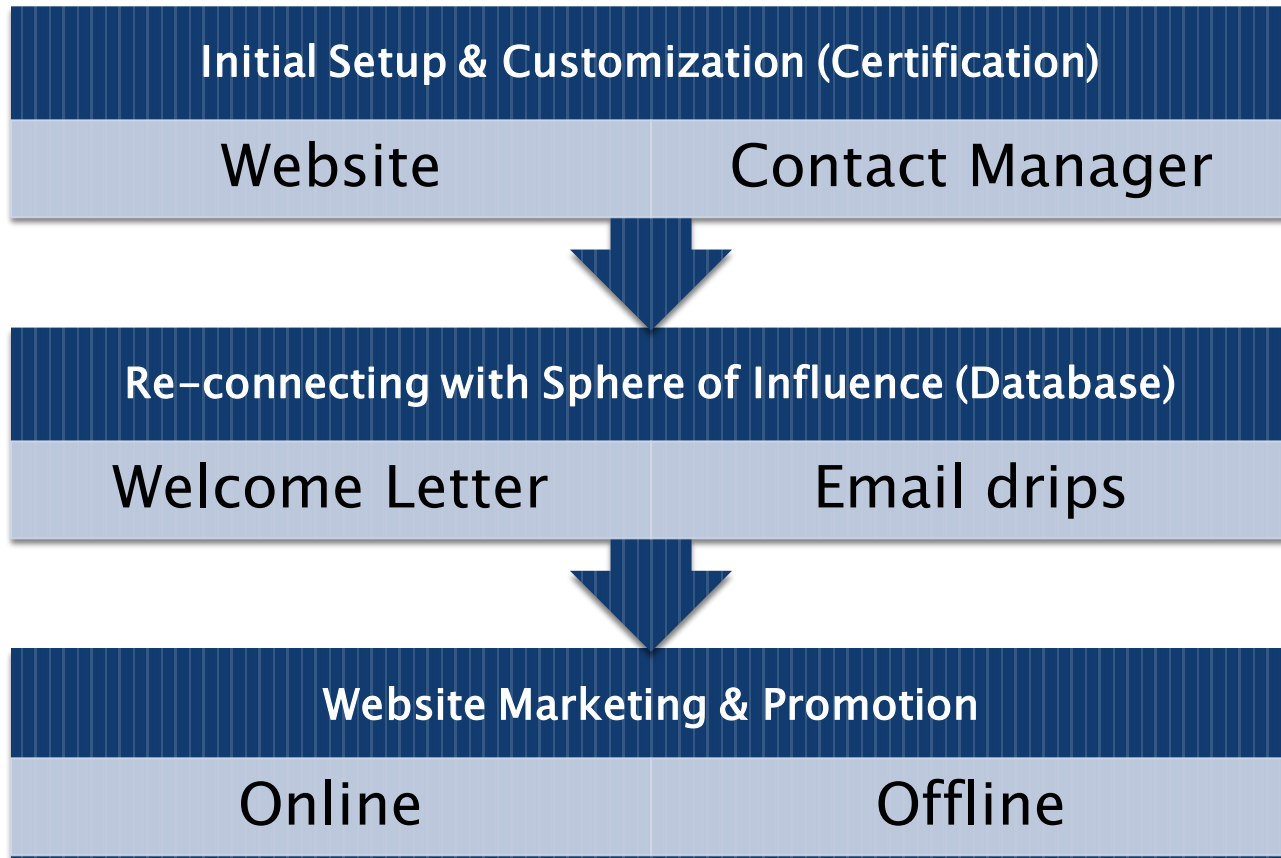 Initial Setup & Customization (Certification)
Website
Contact Manager
Re-connecting with Sphere of Influence (Database)
Welcome Letter
Email drips
Website Marketing & Promotion
Online
Offline